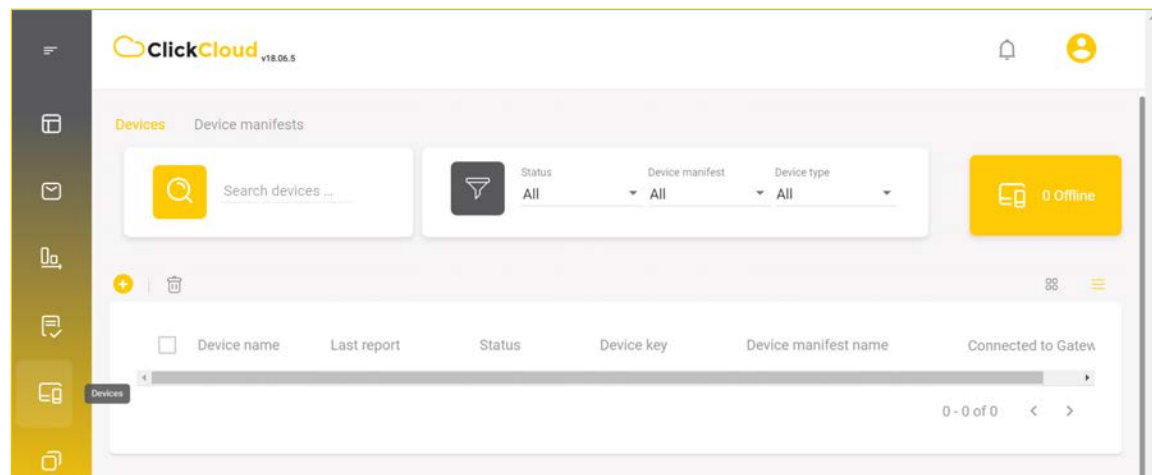 ClickCloud v18.06.5
Devices Device manifests
Search devices ...
Status Device manifest Device type
All All All
0 Offline
Device name Last report Status Device key Device manifest name Connected to Gatew
Devices
0 - 0 of 0